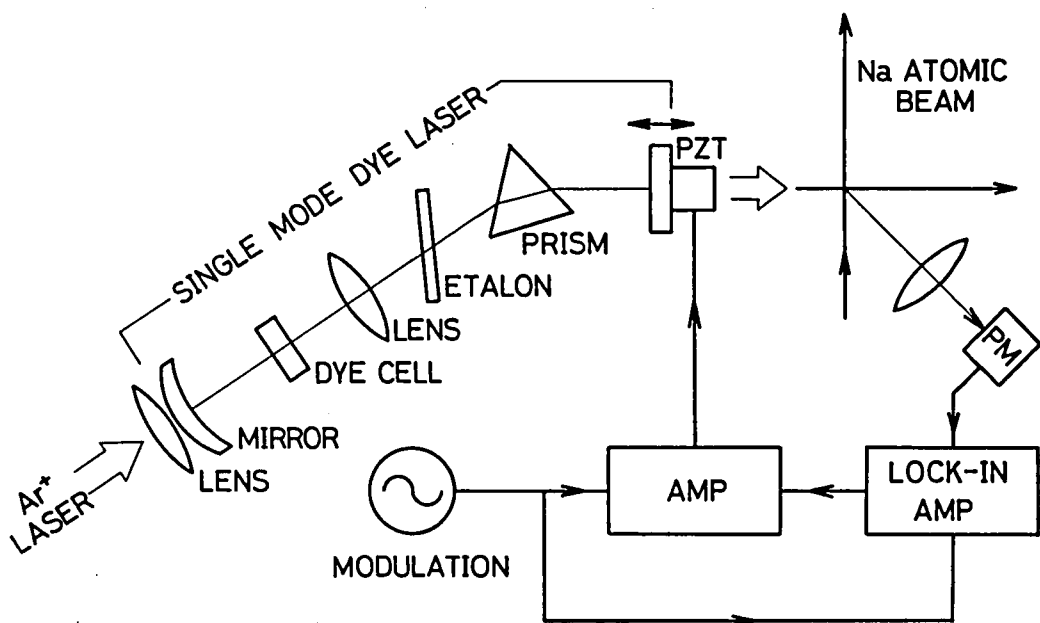 SINGLE MODE DYE LASER
Na ATOMIC
BEAM
PZT
PRISM
ETALON
LENS
DYE CELL
PM
MIRROR
LENS
Ar+
LASER
AMP
LOCK-IN
AMP
MODULATION